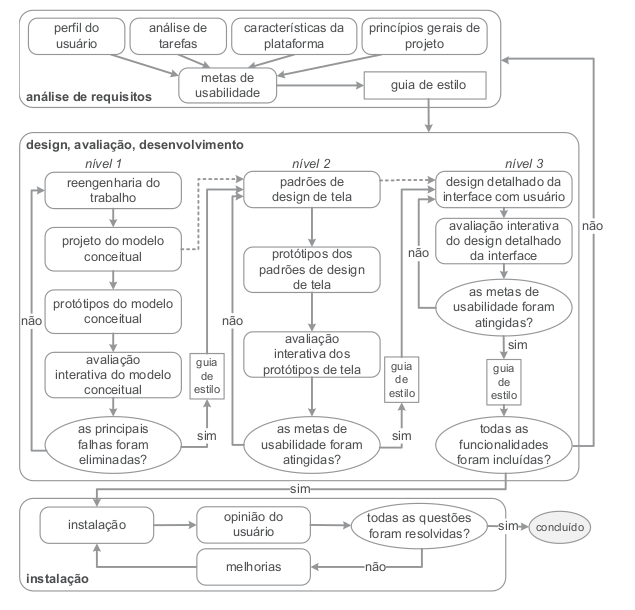 perfil do
usuário
análise de
tarefas
características da
plataforma
princípios gerais de
projeto
metas de
usabilidade
guia de estilo
análise de requisitos
design, avaliação, desenvolvimento
nível 1
nível 2
nível 3
reengenharia do
trabalho
projeto do modelo
conceitual
protótipos do modelo
conceitual
avaliação
interativa do modelo
conceitual
as principais
falhas foram
eliminadas?
não
sim
guia
de
estilo
padrões de
design de tela
protótipos dos
padrões de design
de tela
avaliação
interativa dos
protótipos de tela
as metas de
usabilidade foram
atingidas?
não
sim
guia
de
estilo
design detalhado da
interface com usuário
avaliação interativa
do design detalhado
da interface
as metas de
usabilidade foram
atingidas?
não
sim
guia
de
estilo
todas as
funcionalidades
foram incluídas?
não
sim
instalação
opinião do
usuário
todas as questões
foram resolvidas?
sim
concluído
não
melhorias
instalação